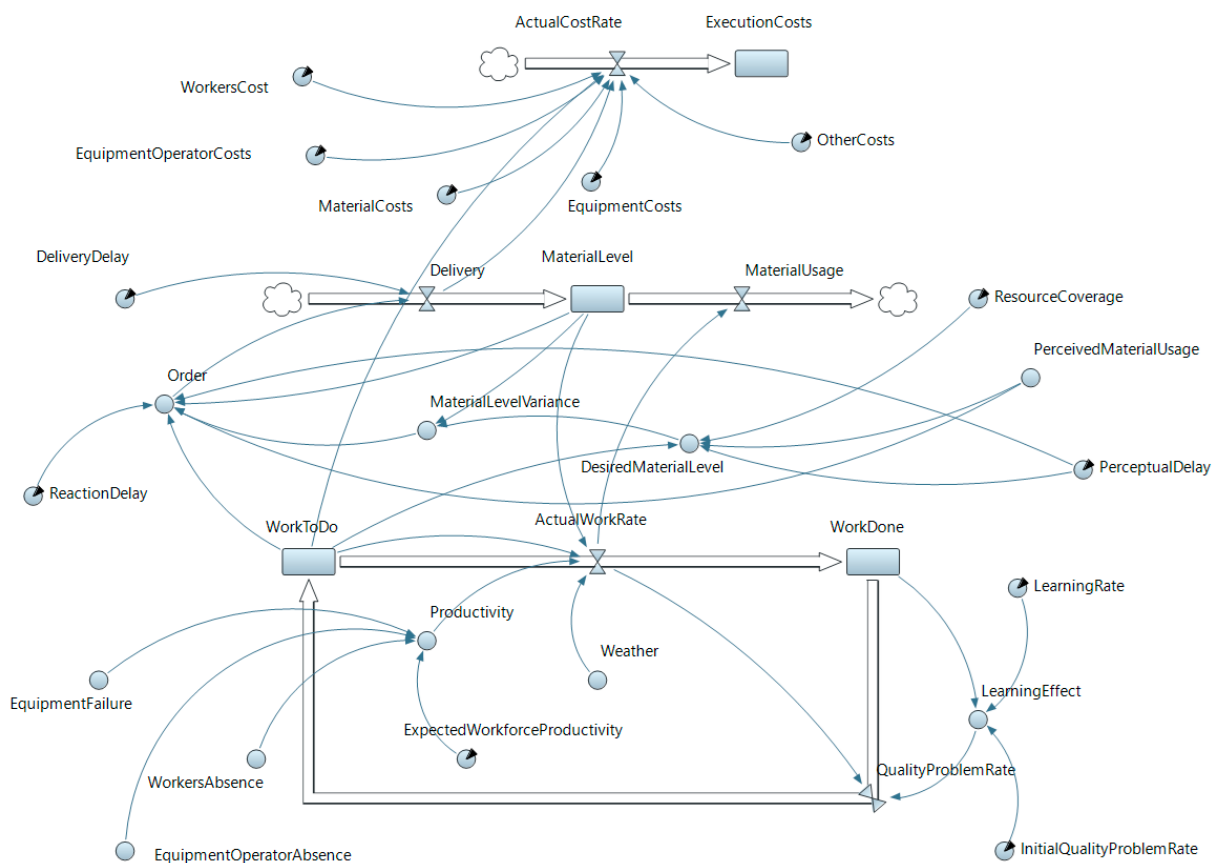 ActualCostRate
ExecutionCosts
WorkersCost
EquipmentOperatorCosts
OtherCosts
MaterialCosts
EquipmentCosts
DeliveryDelay
Delivery
MaterialLevel
MaterialUsage
ResourceCoverage
PerceivedMaterialUsage
Order
MaterialLevelVariance
DesiredMaterialLevel
PerceptualDelay
ReactionDelay
WorkToDo
ActualWorkRate
WorkDone
LearningRate
Productivity
Weather
EquipmentFailure
LearningEffect
ExpectedWorkforceProductivity
WorkersAbsence
QualityProblemRate
EquipmentOperatorAbsence
InitialQualityProblemRate